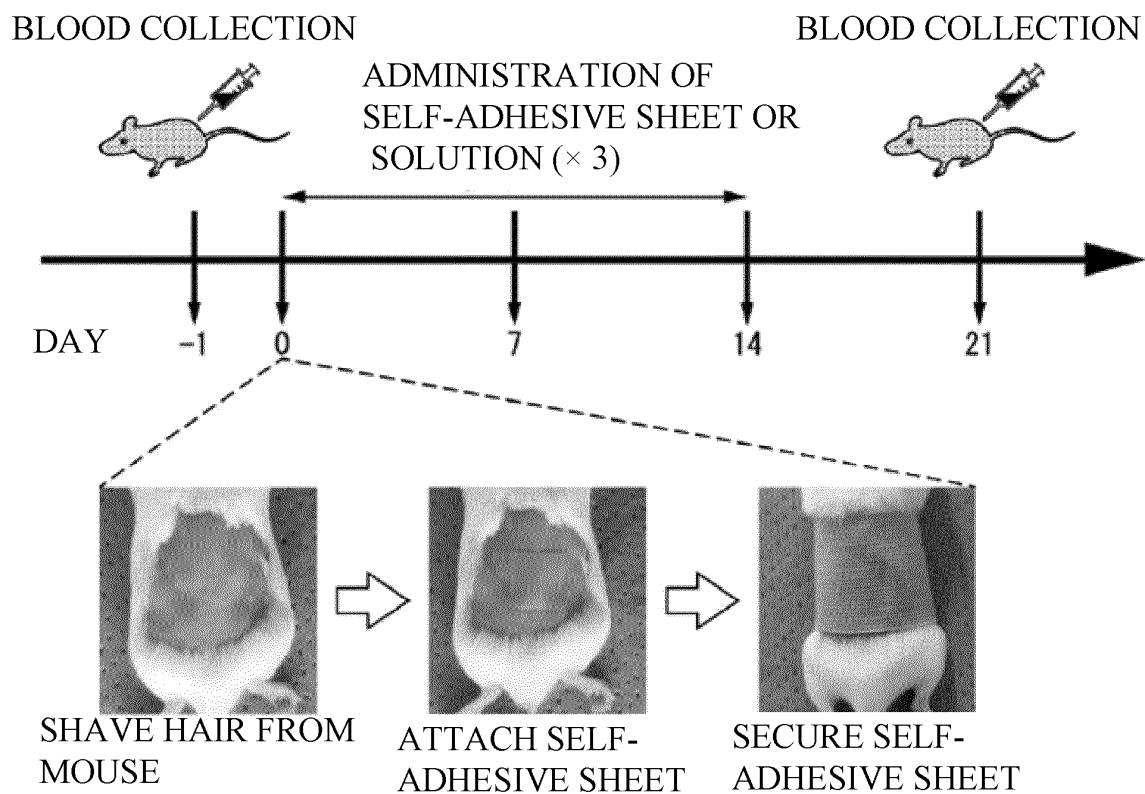 BLOOD COLLECTION
BLOOD COLLECTION
ADMINISTRATION OF
SELF-ADHESIVE SHEET OR
SOLUTION (× 3)
DAY -1 0 7 14 21
SHAVE HAIR FROM
MOUSE
ATTACH SELF-
ADHESIVE SHEET
SECURE SELF-
ADHESIVE SHEET